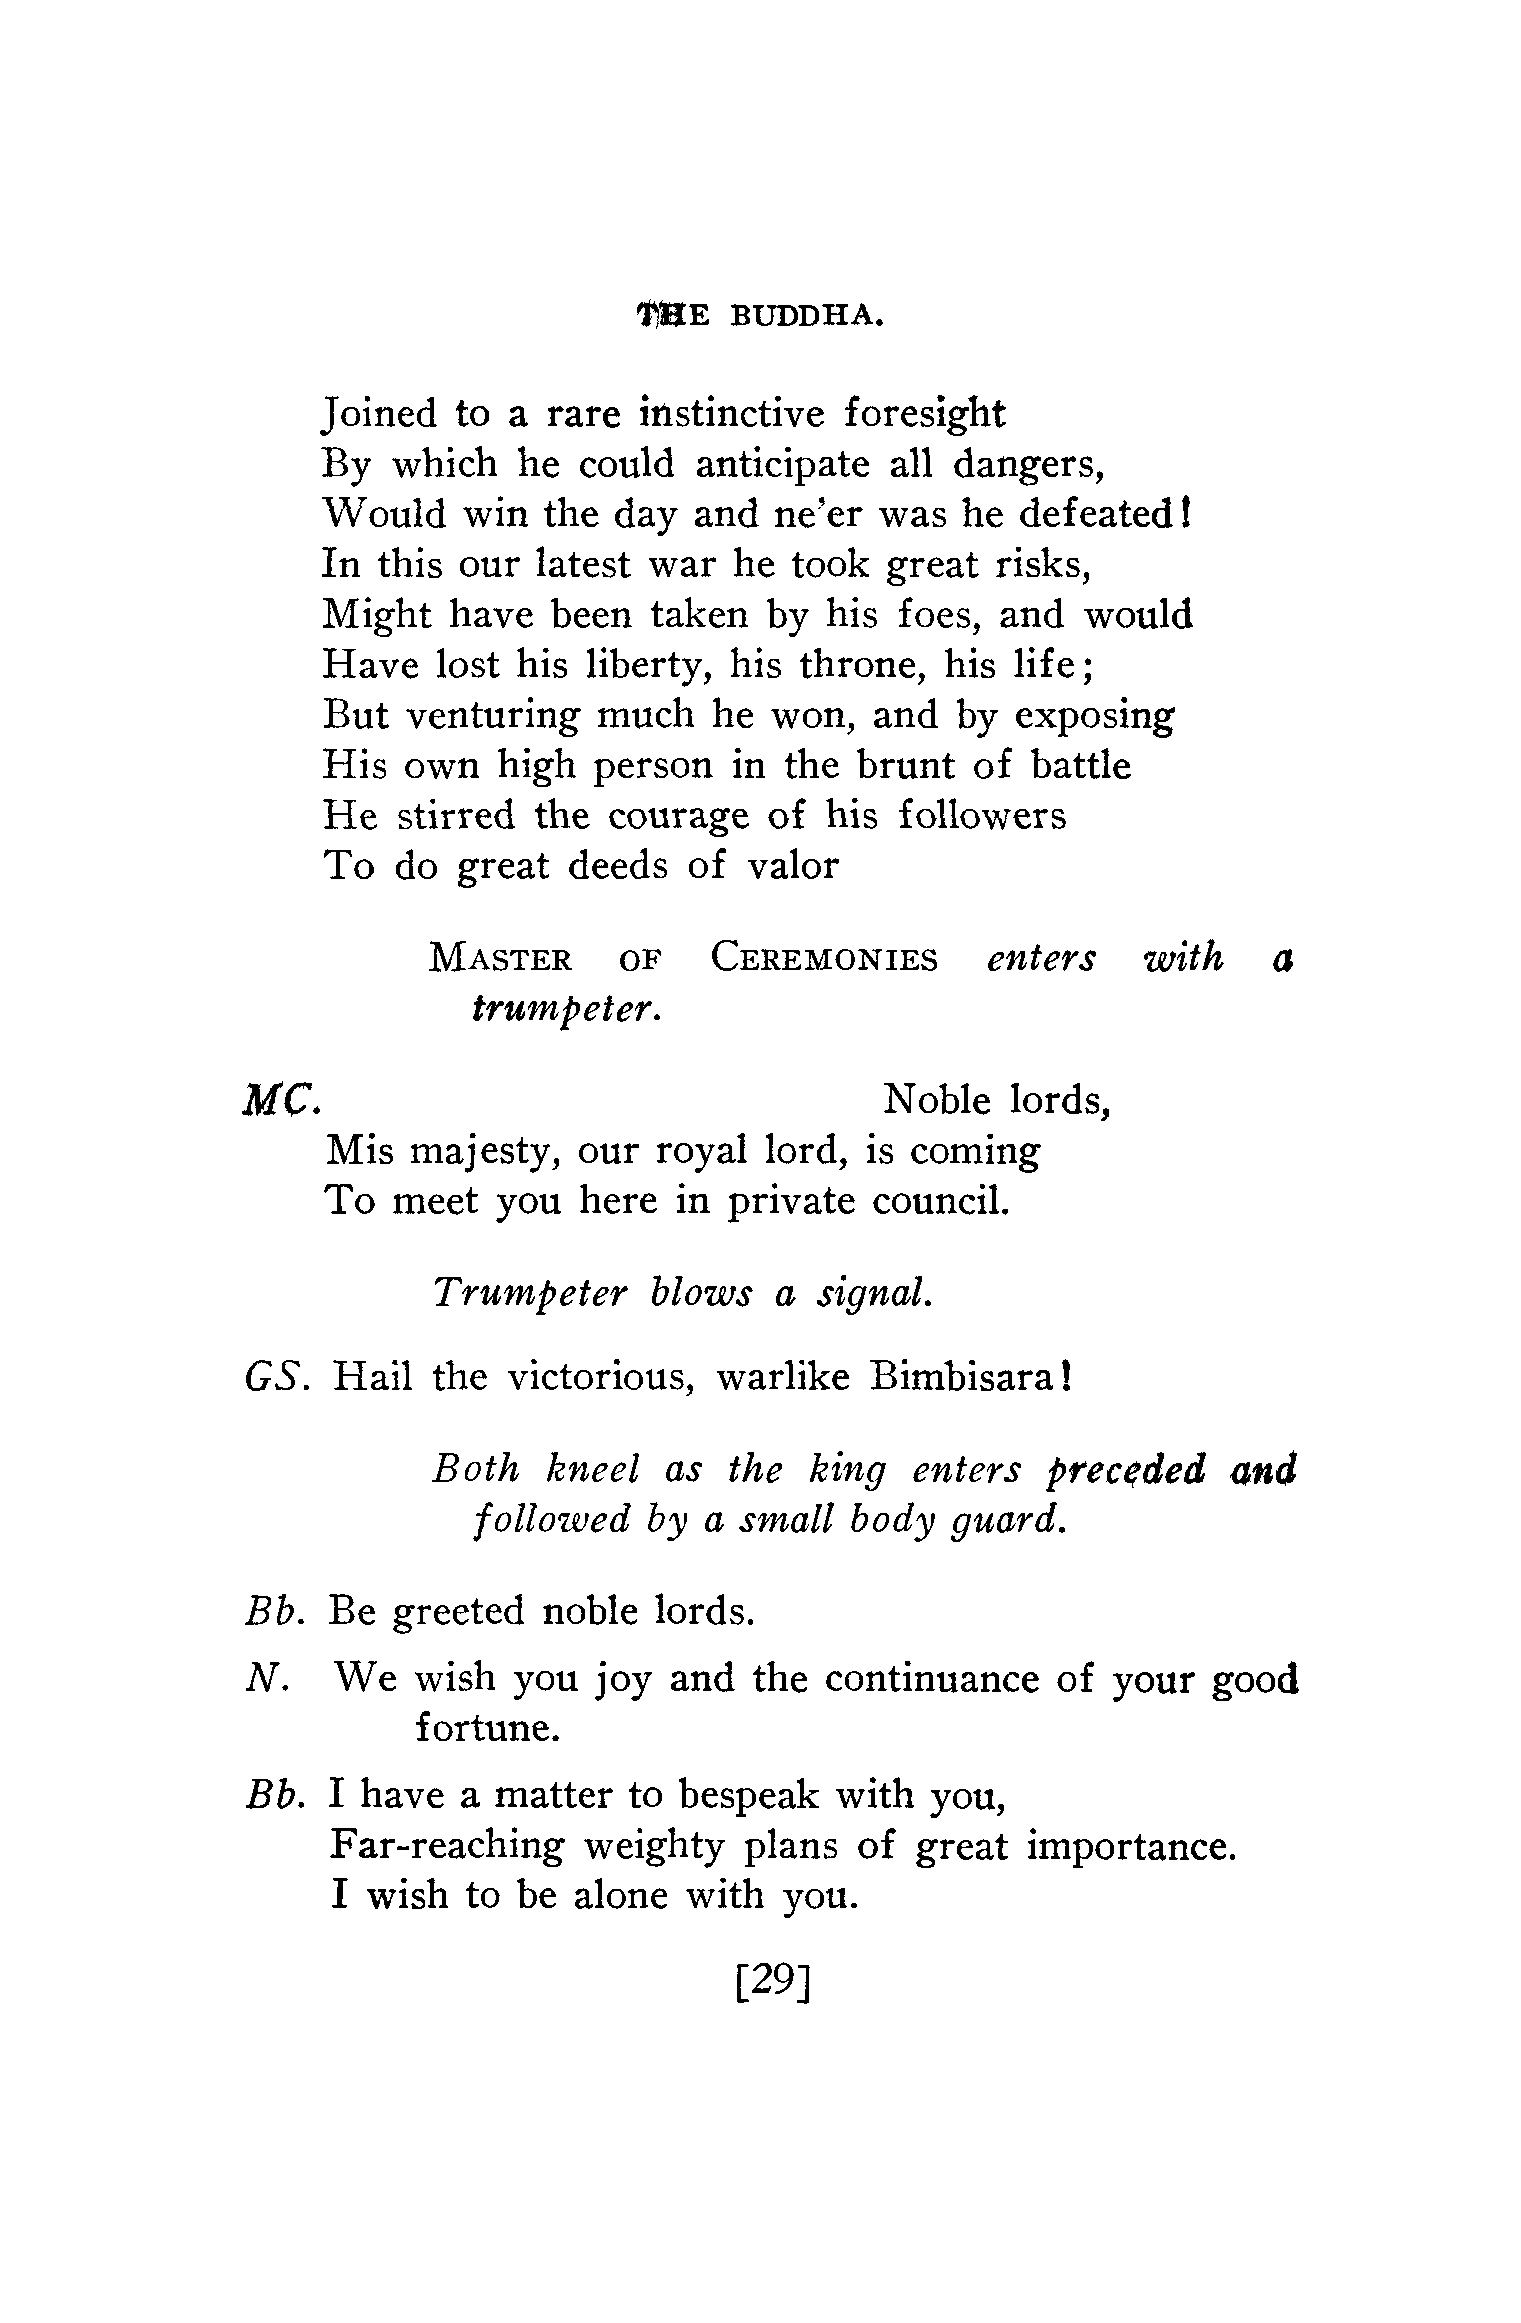 THE BUDDHA.
Joined to a rare instinctive foresight
By which he could anticipate all dangers,
Would win the day and ne'er was he defeated!
In this our latest war he took great risks,
Might have been taken by his foes, and would
Have lost his liberty, his throne, his life;
But venturing much he won, and by exposing
His own high person in the brunt of battle
He stirred the courage of his followers
To do great deeds of valor
MASTER OF CEREMONIES enters with a
trumpeter.
MC. Noble lords,
Mis majesty, our royal lord, is coming
To meet you here in private council.
Trumpeter blows a signal.
GS. Hail the victorious, warlike Bimbisara!
Both kneel as the king enters preceded and
followed by a small body guard.
Bb. Be greeted noble lords.
N. We wish you joy and the continuance of your good
fortune.
Bb. I have a matter to bespeak with you,
Far-reaching weighty plans of great importance.
I wish to be alone with you.
[29]